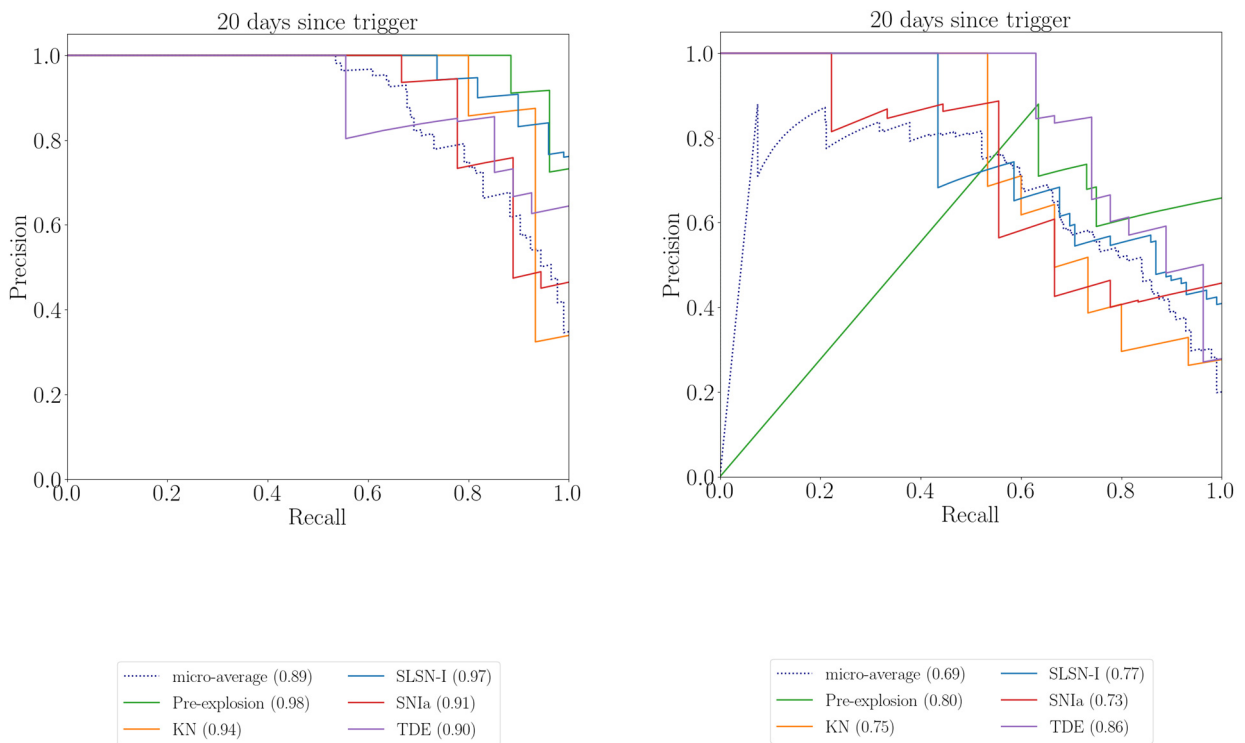 20 days since trigger
1.0
0.8
0.6
0.4
0.2
0.0
Precision
0.0 0.2 0.4 0.6 0.8 1.0
Recall
micro-average (0.89)
Pre-explosion (0.98)
KN (0.94)
SLSN-I (0.97)
SNIa (0.91)
TDE (0.90)
20 days since trigger
1.0
0.8
0.6
0.4
0.2
0.0
Precision
0.0 0.2 0.4 0.6 0.8 1.0
Recall
micro-average (0.69)
Pre-explosion (0.80)
KN (0.75)
SLSN-I (0.77)
SNIa (0.73)
TDE (0.86)